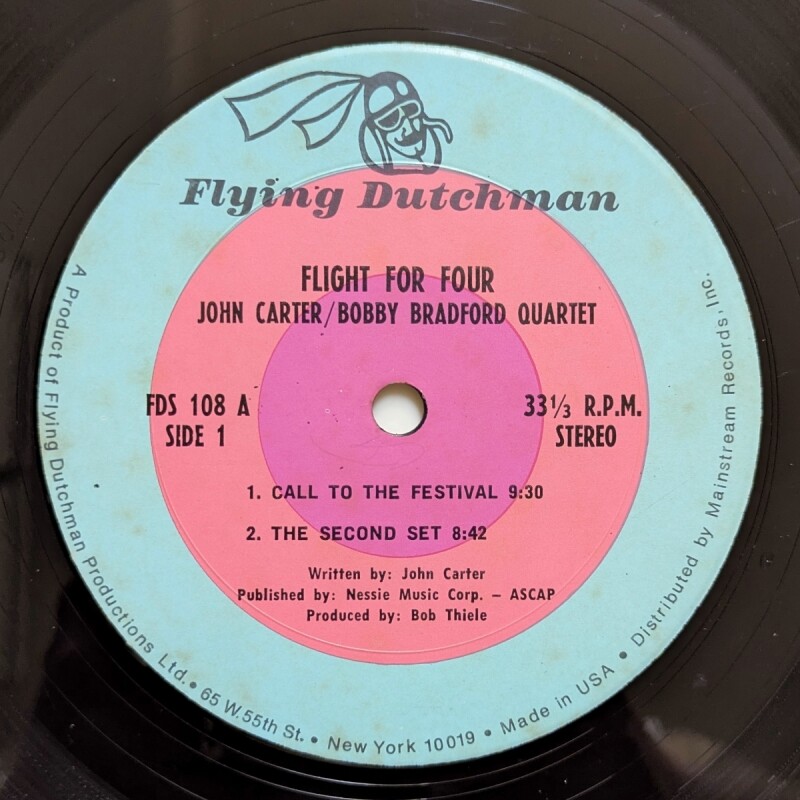 Flying Dutchman
FLIGHT FOR FOUR
JOHN CARTER/BOBBY BRADFORD QUARTET
FDS 108 A
SIDE 1
33⅓ R.P.M.
STEREO
1. CALL TO THE FESTIVAL 9:30
2. THE SECOND SET 8:42
Written by: John Carter
Published by: Nessie Music Corp. – ASCAP
Produced by: Bob Thiele
A Product of Flying Dutchman Productions Ltd. • 65 W. 55th St. • New York 10019 • Made in USA • Distributed by Mainstream Records, Inc.